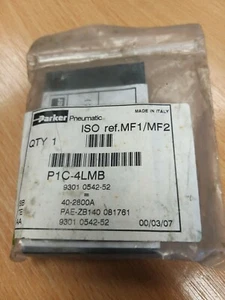 MADE IN ITALY
Parker Pneumatic
ISO ref.MF1/MF2
QTY 1
P1C-4LMB
9301 0542-52
40-2600A
PAE-ZB140 081761
9301 0542-52
00/03/07